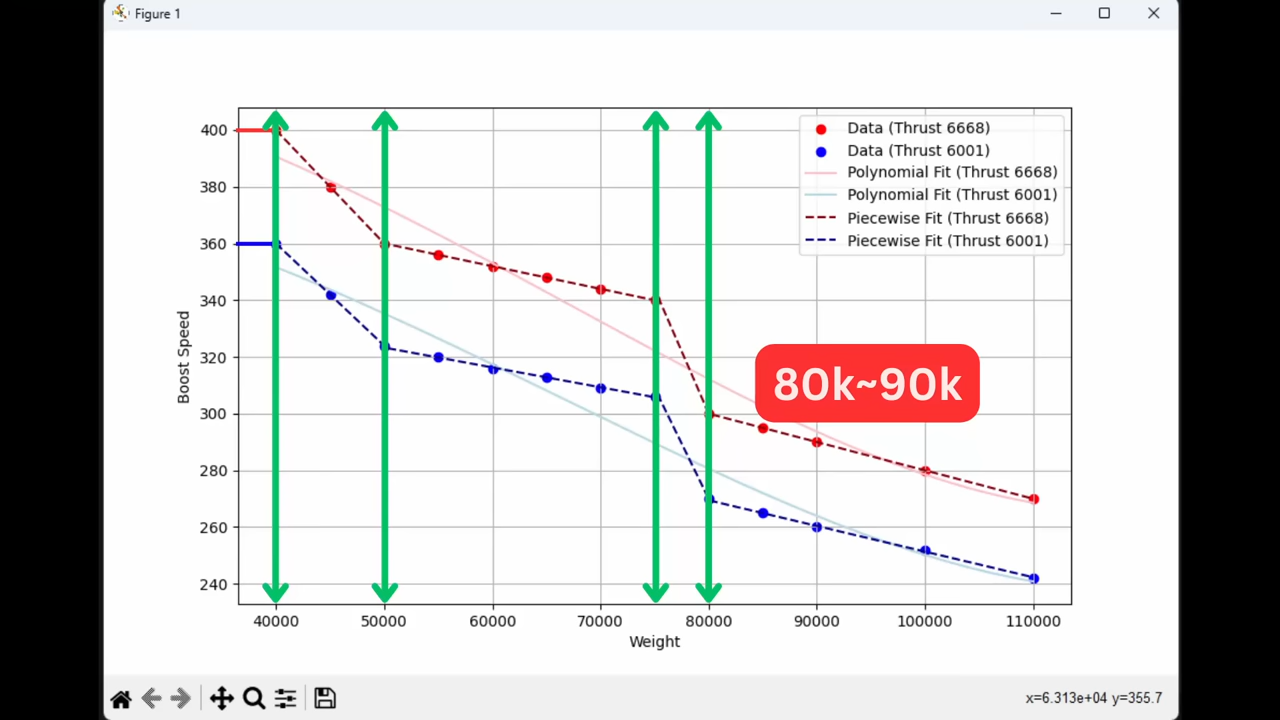 Figure 1
400
380
360
340
320
300
280
260
240
Boost Speed
40000 50000 60000 70000 80000 90000 100000 110000
Weight
Data (Thrust 6668)
Data (Thrust 6001)
Polynomial Fit (Thrust 6668)
Polynomial Fit (Thrust 6001)
Piecewise Fit (Thrust 6668)
Piecewise Fit (Thrust 6001)
80k~90k
x=6.313e+04 y=355.7